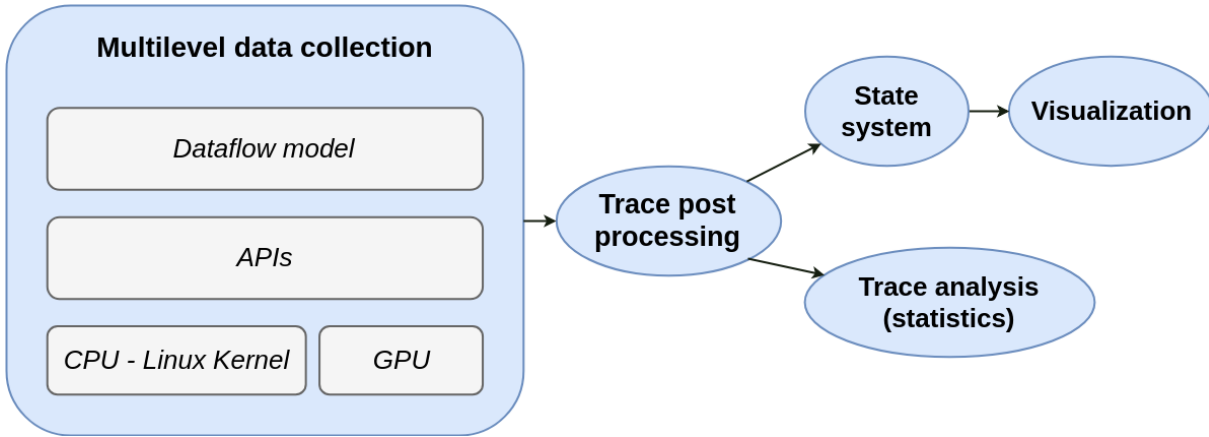 Multilevel data collection
Dataflow model
APIs
CPU - Linux Kernel
GPU
Trace post
processing
State
system
Visualization
Trace analysis
(statistics)